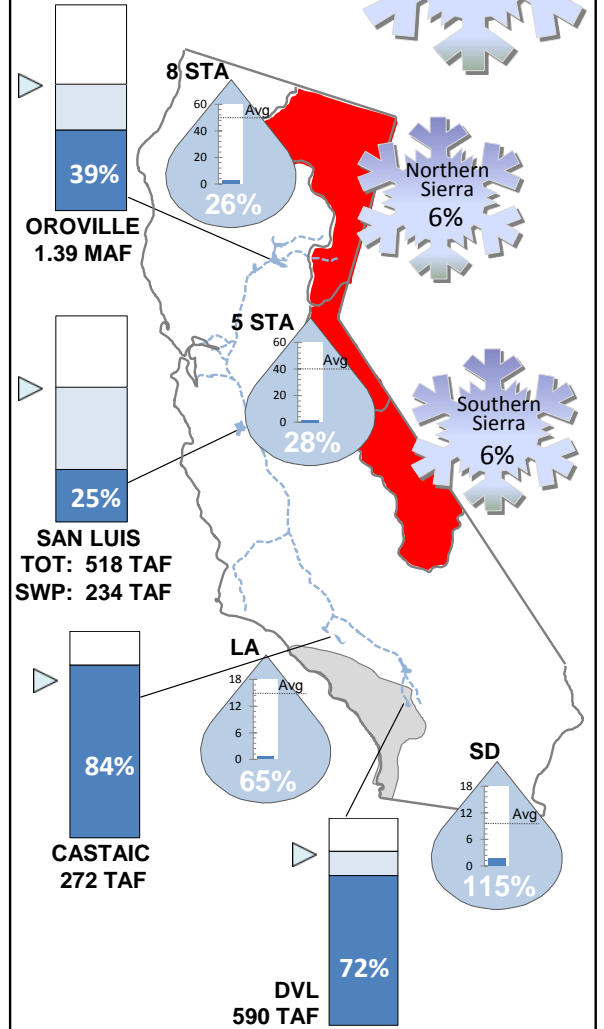 8 STA
60
40
20
0
Avg
26%
39%
OROVILLE
1.39 MAF
Northern
Sierra
6%
5 STA
60
40
20
0
Avg
28%
Southern
Sierra
6%
25%
SAN LUIS
TOT: 518 TAF
SWP: 234 TAF
LA
18
12
6
0
Avg
65%
84%
CASTAIC
272 TAF
SD
18
12
6
0
Avg
115%
72%
DVL
590 TAF